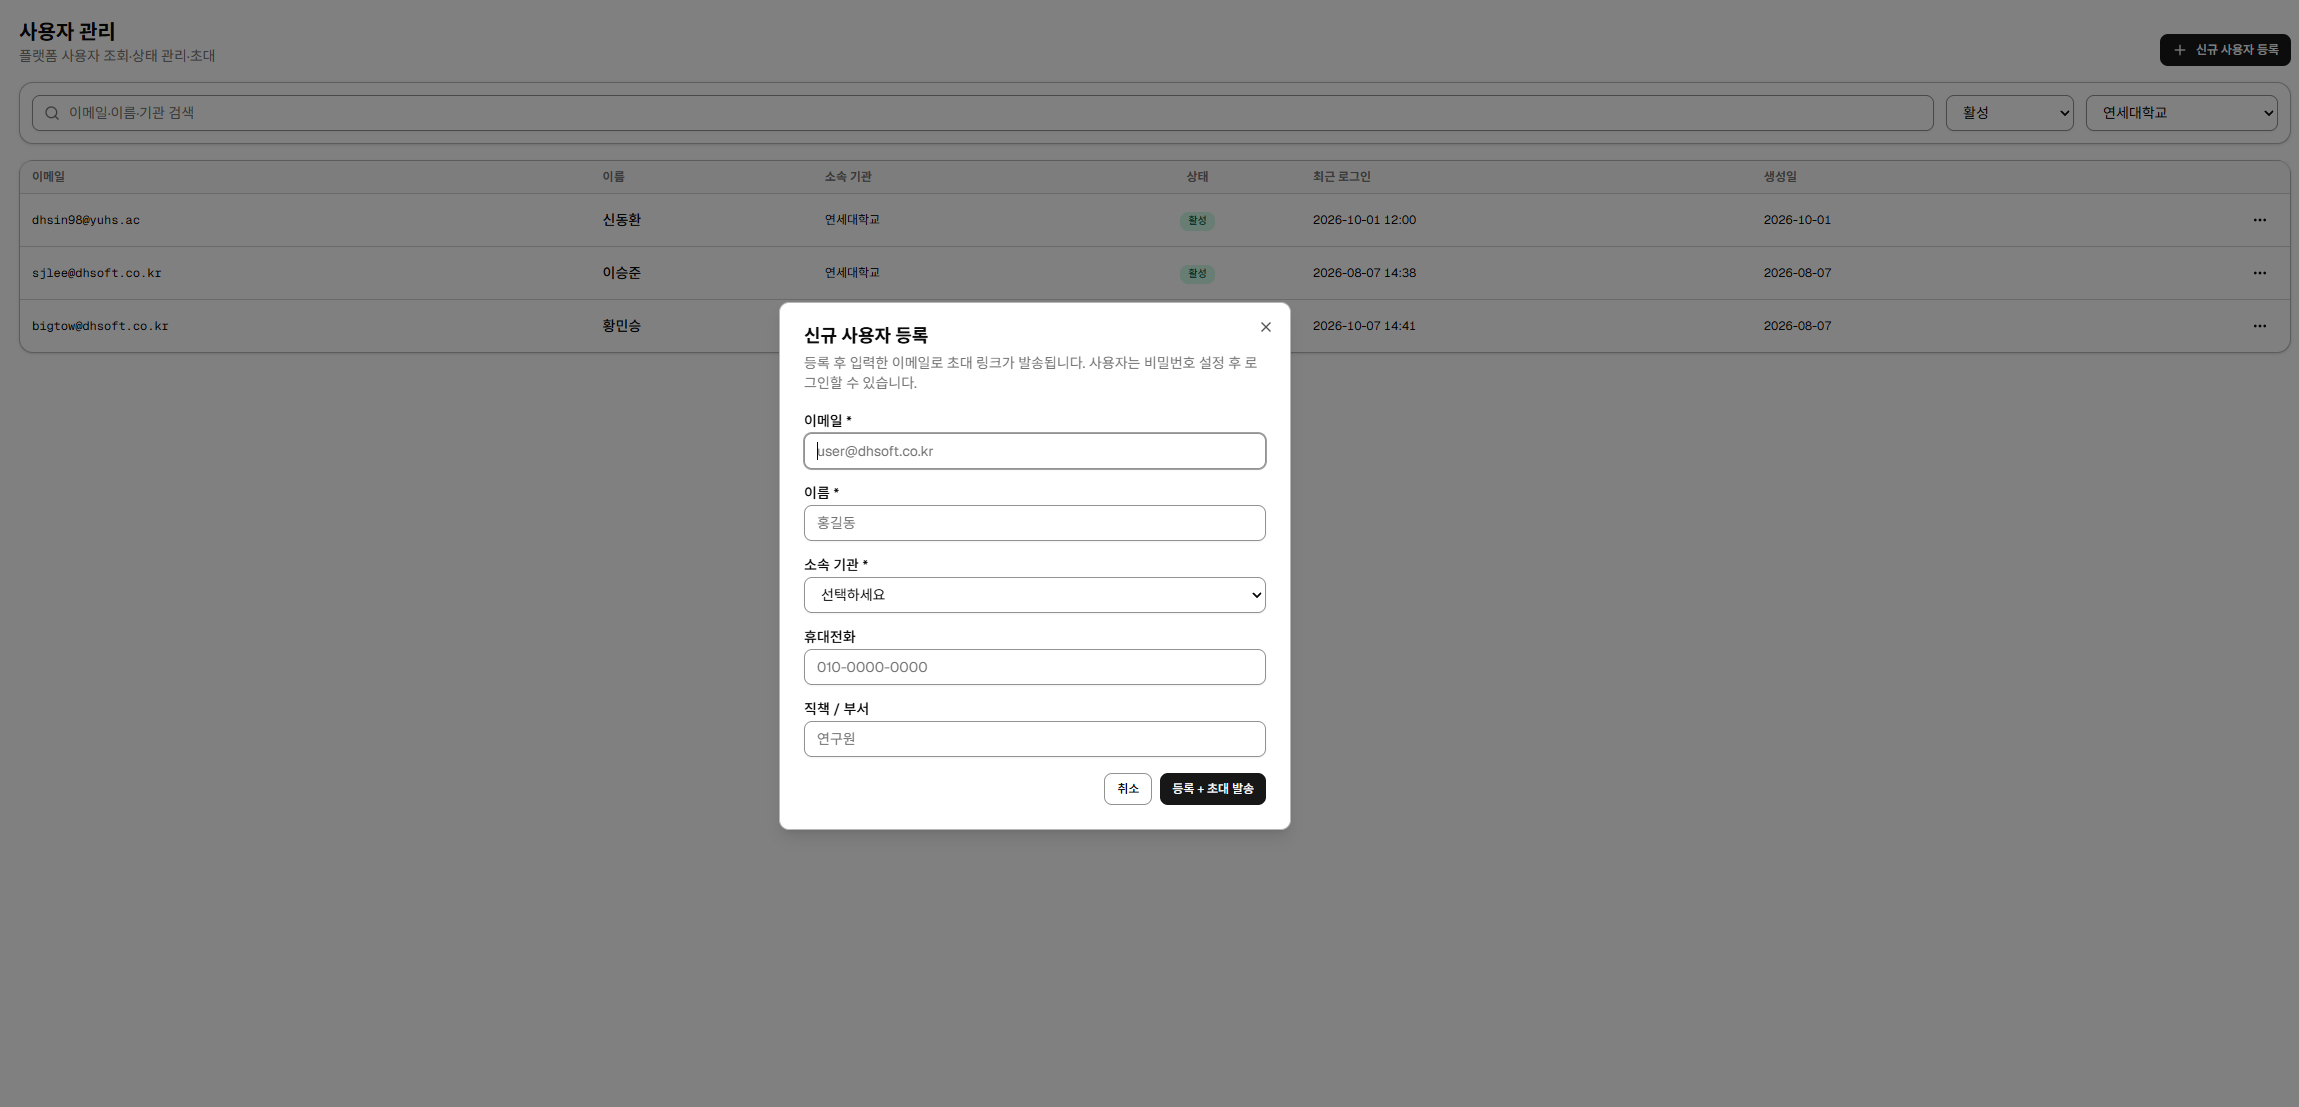 사용자 관리
플랫폼 사용자 조회·상태 관리·초대
+ 신규 사용자 등록
이메일·이름·기관 검색
활성
연세대학교
이메일 이름 소속 기관 상태 최근 로그인 생성일
dhsin98@yuhs.ac 신동환 연세대학교 활성 2026-10-01 12:00 2026-10-01 ···
sjlee@dhsoft.co.kr 이승준 연세대학교 활성 2026-08-07 14:38 2026-08-07 ···
bigtow@dhsoft.co.kr 황민승 2026-10-07 14:41 2026-08-07 ···
신규 사용자 등록
등록 후 입력한 이메일로 초대 링크가 발송됩니다. 사용자는 비밀번호 설정 후 로
그인할 수 있습니다.
이메일 *
user@dhsoft.co.kr
이름 *
홍길동
소속 기관 *
선택하세요
휴대전화
010-0000-0000
직책 / 부서
연구원
취소
등록 + 초대 발송